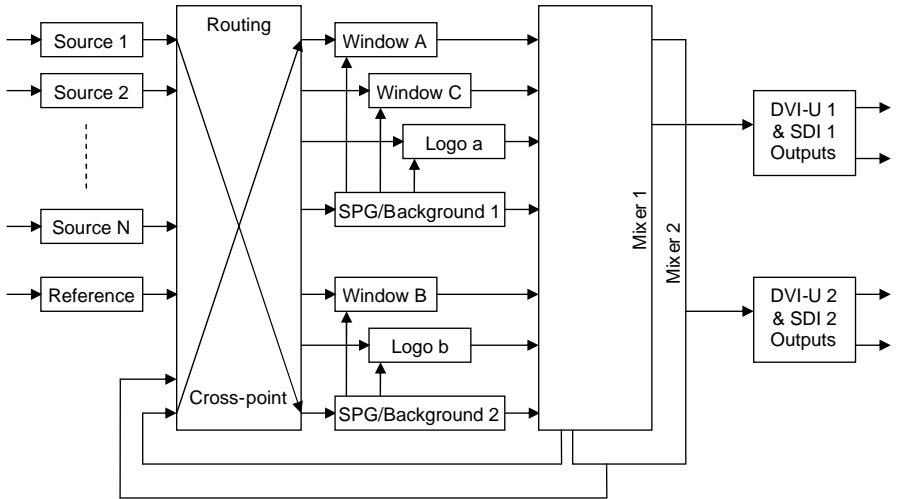 Source 1
Source 2
Source N
Reference
Routing
Cross-point
Window A
Window C
Logo a
SPG/Background 1
Window B
Logo b
SPG/Background 2
Mixer 1
Mixer 2
DVI-U 1
& SDI 1
Outputs
DVI-U 2
& SDI 2
Outputs